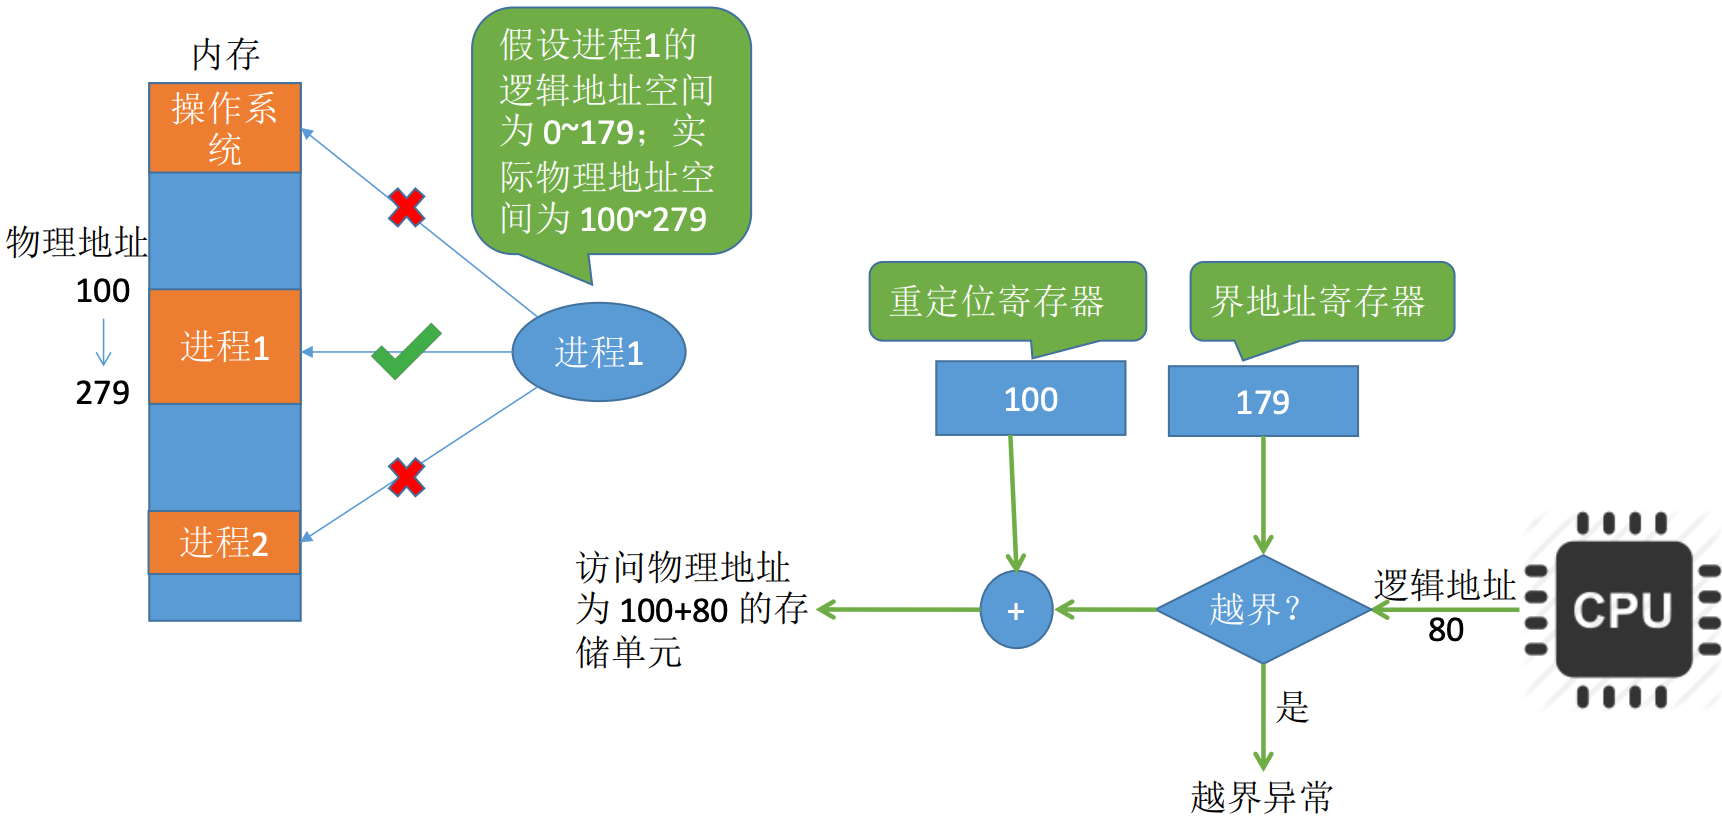 内存
操作系
统
物理地址
100
279
进程1
进程2
假设进程1的
逻辑地址空间
为 0~179；实
际物理地址空
间为 100~279
进程1
重定位寄存器
界地址寄存器
100
179
访问物理地址
为 100+80 的存
储单元
+
越界？
逻辑地址
80
CPU
是
越界异常